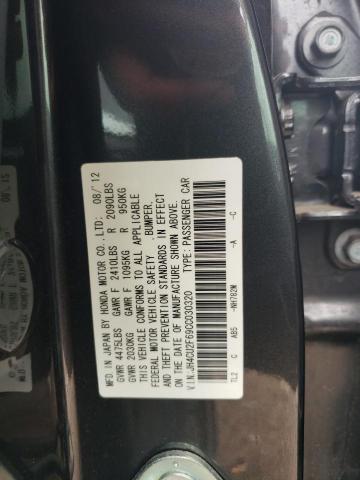 MFD. IN JAPAN BY HONDA MOTOR CO.,LTD: 08/'12
GVWR 4475LBS GAWR F 2410LBS R 2090LBS
GVWR 2030KG GAWR F 1095KG R 950KG
THIS VEHICLE CONFORMS TO ALL APPLICABLE
FEDERAL MOTOR VEHICLE SAFETY ,BUMPER,
AND THEFT PREVENTION STANDARDS IN EFFECT
ON THE DATE OF MANUFACTURE SHOWN ABOVE.
V.I.N.:JH4CU2F69CC030320 TYPE:PASSENGER CAR
TL2 C AB5 -NH782M -A -C